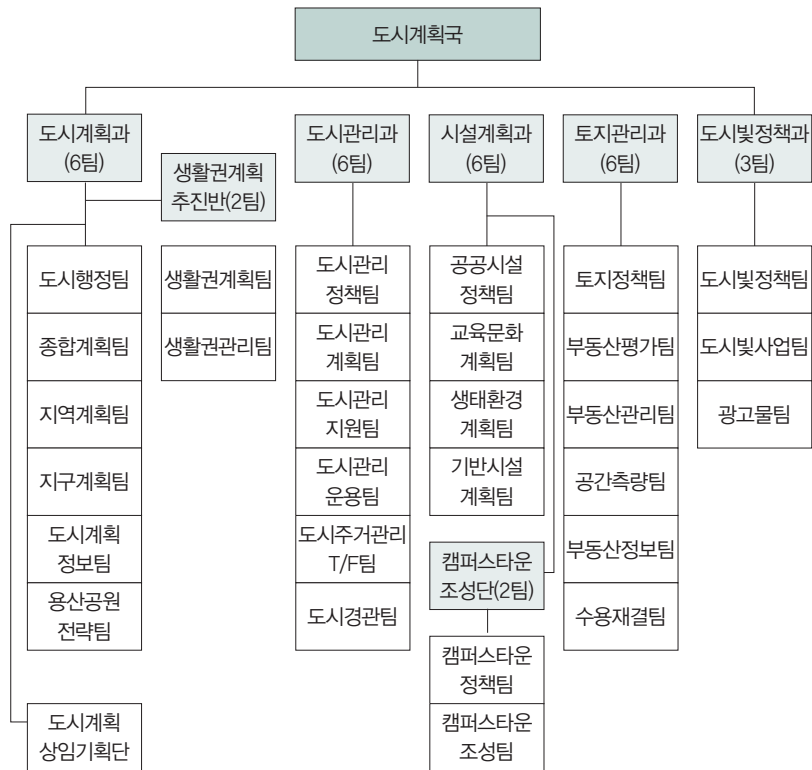 도시계획국
도시계획과
(6팀)
생활권계획
추진반(2팀)
도시행정팀
종합계획팀
지역계획팀
지구계획팀
도시계획
정보팀
용산공원
전략팀
도시계획
상임기획단
생활권계획팀
생활권관리팀
도시관리과
(6팀)
도시관리
정책팀
도시관리
계획팀
도시관리
지원팀
도시관리
운용팀
도시주거관리
T/F팀
도시경관팀
시설계획과
(6팀)
공공시설
정책팀
교육문화
계획팀
생태환경
계획팀
기반시설
계획팀
캠퍼스타운
조성단(2팀)
캠퍼스타운
정책팀
캠퍼스타운
조성팀
토지관리과
(6팀)
토지정책팀
부동산평가팀
부동산관리팀
공간측량팀
부동산정보팀
수용재결팀
도시빛정책과
(3팀)
도시빛정책팀
도시빛사업팀
광고물팀